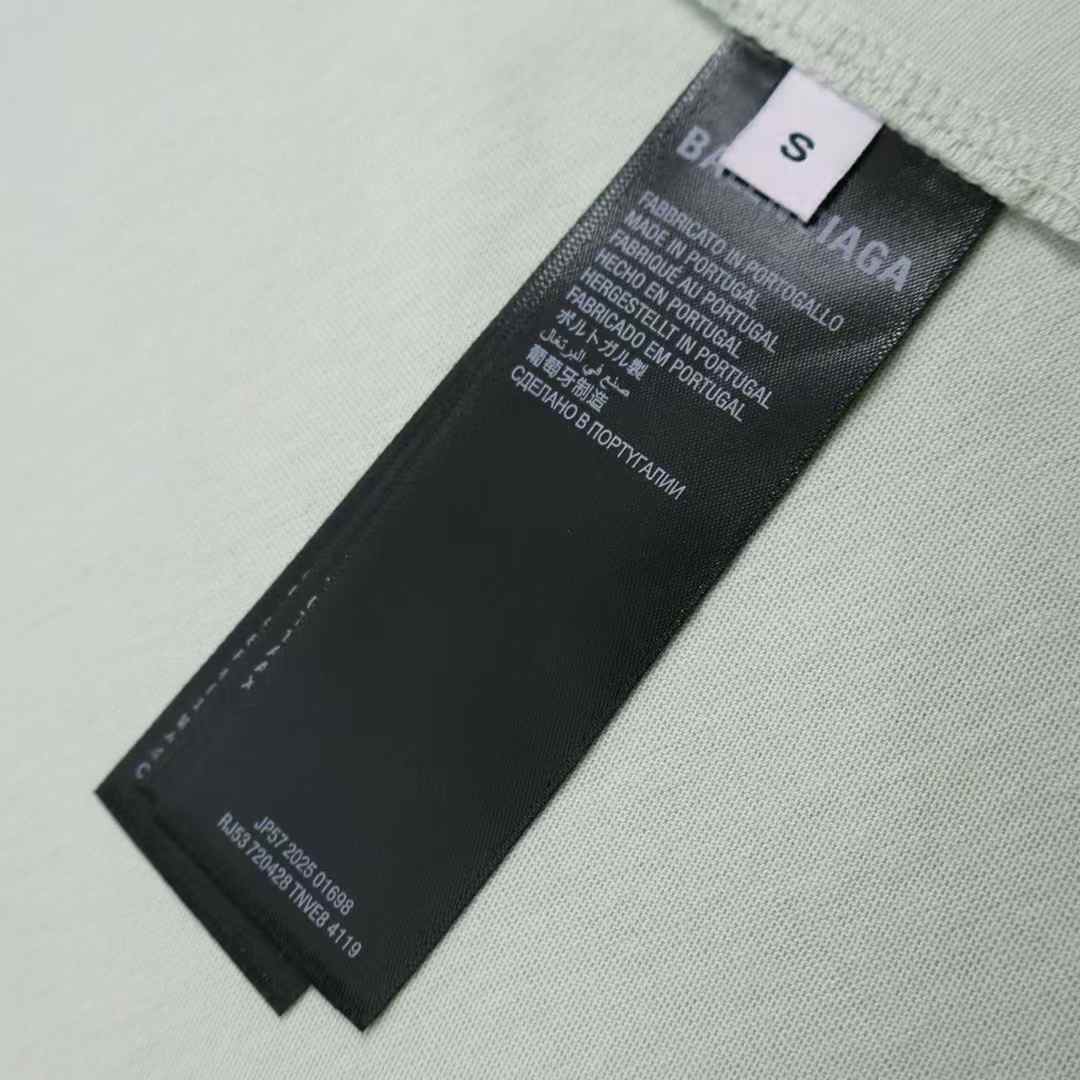 S
BALENCIAGA
FABBRICATO IN PORTOGALLO
MADE IN PORTUGAL
FABRIQUÉ AU PORTUGAL
HECHO EN PORTUGAL
HERGESTELLT IN PORTUGAL
FABRICADO EM PORTUGAL
ポルトガル製
صنع في البرتغال
葡萄牙制造
СДЕЛАНО В ПОРТУГАЛИИ
JP57 2025 01698
RJ53 720428 TNVE8 4119